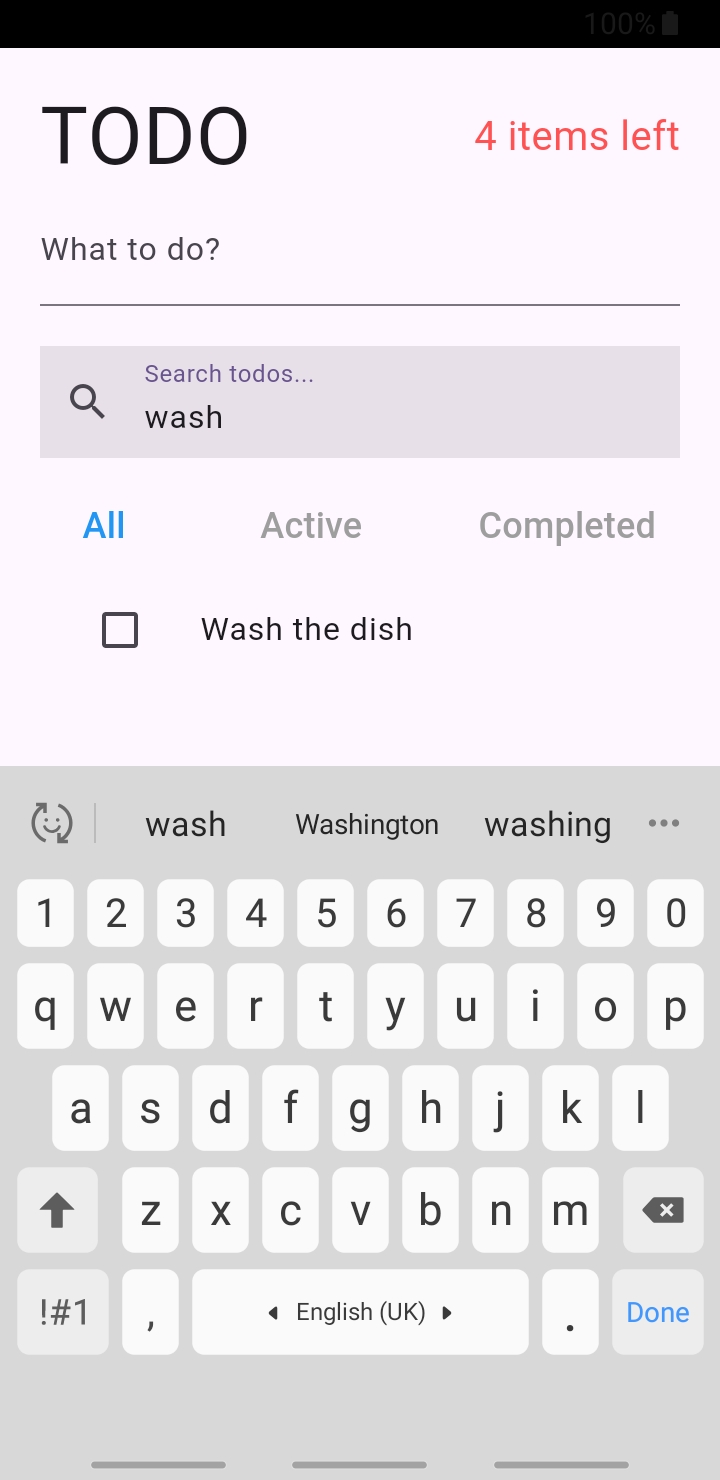 100%
TODO
4 items left
What to do?
Search todos...
wash
All Active Completed
Wash the dish
wash Washington washing
1 2 3 4 5 6 7 8 9 0
q w e r t y u i o p
a s d f g h j k l
z x c v b n m
!#1 , English (UK) . Done